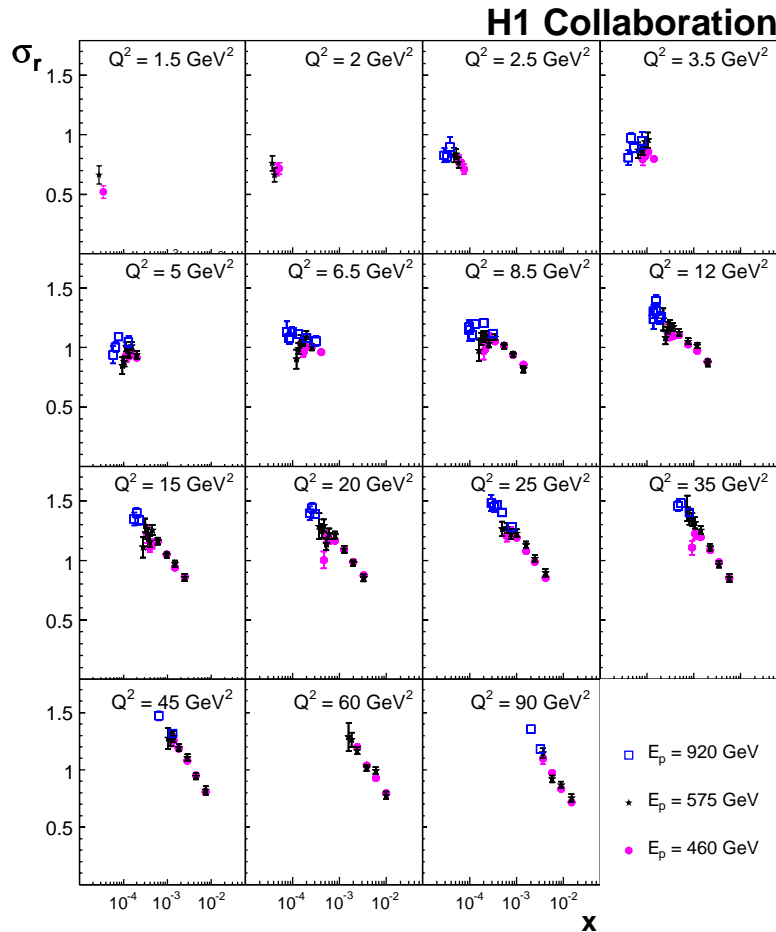 H1 Collaboration
σr
Q² = 1.5 GeV²
Q² = 2 GeV²
Q² = 2.5 GeV²
Q² = 3.5 GeV²
1.5
1
0.5
Q² = 5 GeV²
Q² = 6.5 GeV²
Q² = 8.5 GeV²
Q² = 12 GeV²
1.5
1
0.5
Q² = 15 GeV²
Q² = 20 GeV²
Q² = 25 GeV²
Q² = 35 GeV²
1.5
1
0.5
Q² = 45 GeV²
Q² = 60 GeV²
Q² = 90 GeV²
1.5
1
0.5
Ep = 920 GeV
Ep = 575 GeV
Ep = 460 GeV
10⁻⁴ 10⁻³ 10⁻² 10⁻⁴ 10⁻³ 10⁻² 10⁻⁴ 10⁻³ 10⁻²
x